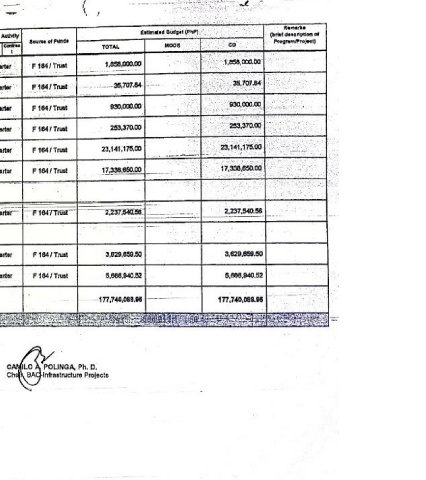 Activity
Source of Funds
Estimated Budget (PhP)
Remarks
(brief description of
Program/Project)
Contract
TOTAL
MOOE
CO
arter F 164 / Trust 1,858,000.00 1,858,000.00
arter F 164 / Trust 35,707.84 35,707.84
arter F 164 / Trust 930,000.00 930,000.00
arter F 164 / Trust 253,370.00 253,370.00
arter F 164 / Trust 23,141,175.00 23,141,175.00
arter F 164 / Trust 17,338,650.00 17,338,650.00
arter F 164 / Trust 2,237,540.56 2,237,540.56
arter F 164 / Trust 3,629,659.50 3,629,659.50
arter F 164 / Trust 5,666,940.52 5,666,940.52
177,740,088.95 177,740,088.95
CAMILO A. POLINGA, Ph. D.
Chair, BAC-Infrastructure Projects